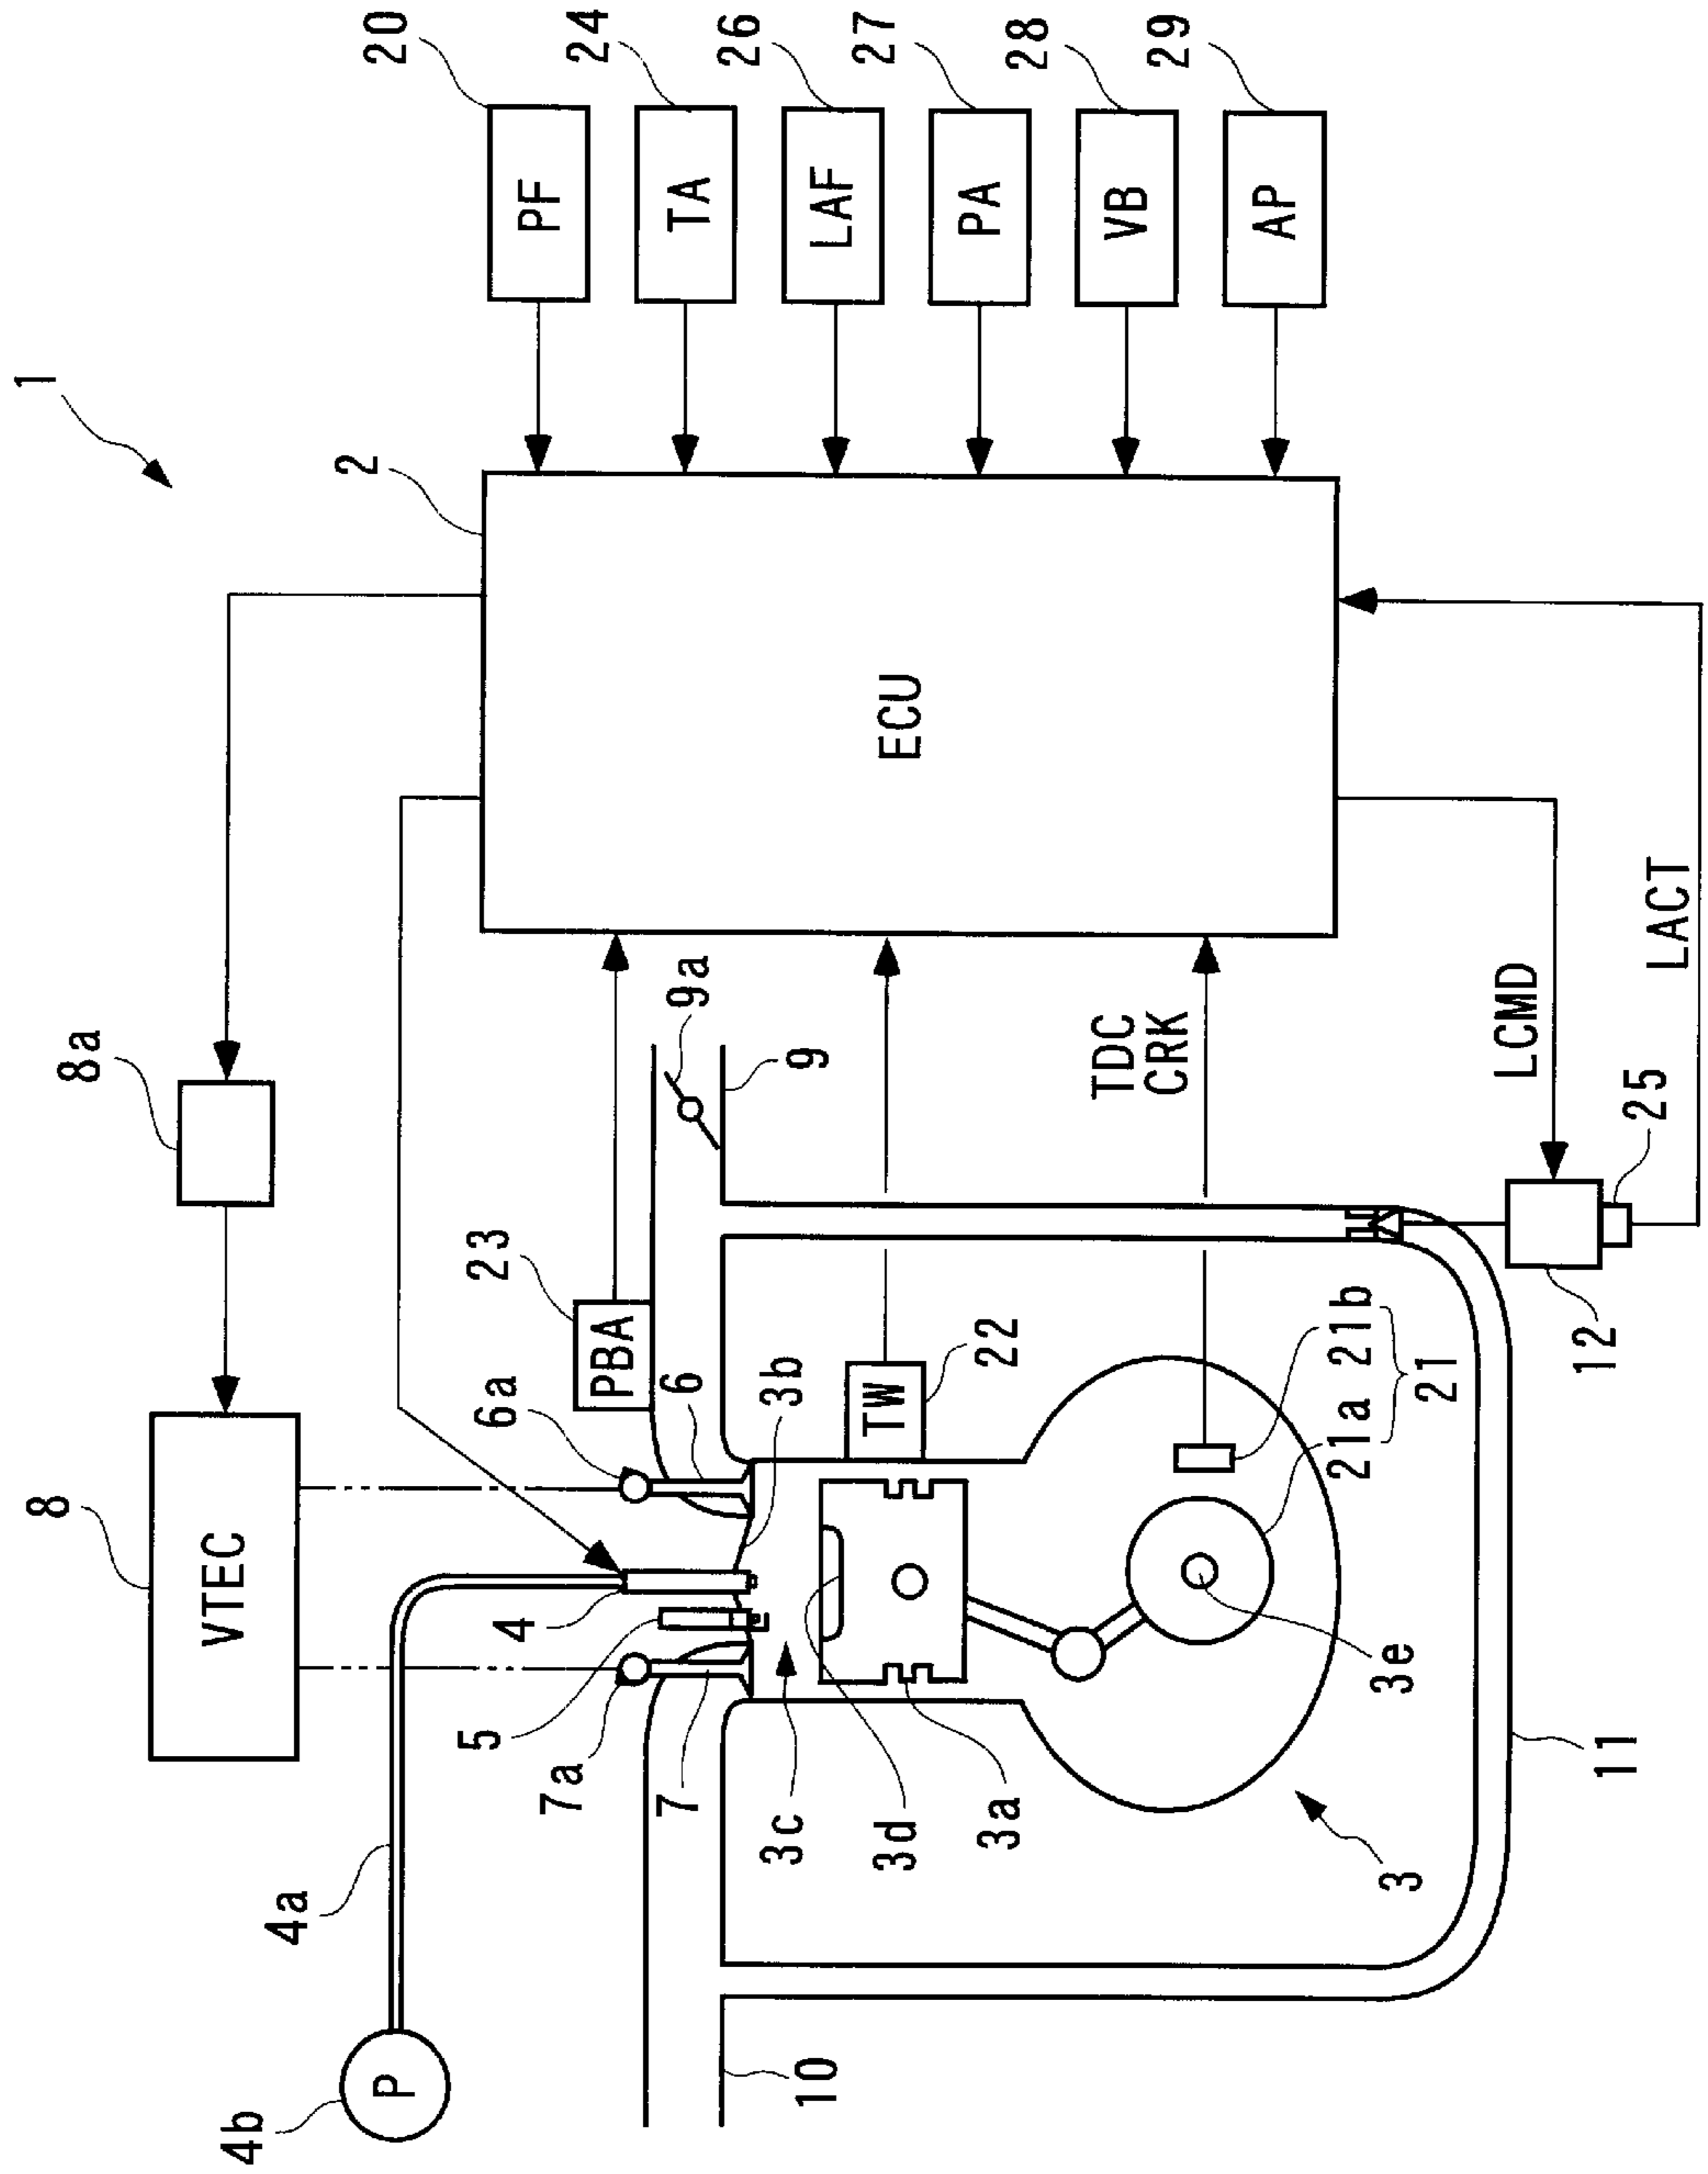 1
2
20
PF
24
TA
26
LAF
27
PA
28
VB
29
AP
ECU
8a
8
VTEC
23
PBA
9a
9
6a
6
3b
TW
22
TDC
CRK
LCMD
LACT
25
12
21a
21b
21
4
4a
4b
P
5
7a
7
3c
3d
3a
3e
3
10
11